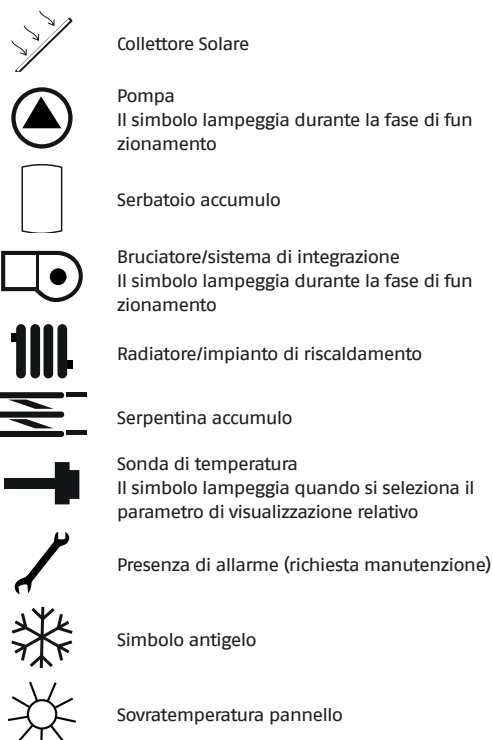 Collettore Solare
Pompa
Il simbolo lampeggia durante la fase di fun
zionamento
Serbatoio accumulo
Bruciatore/sistema di integrazione
Il simbolo lampeggia durante la fase di fun
zionamento
Radiatore/impianto di riscaldamento
Serpentina accumulo
Sonda di temperatura
Il simbolo lampeggia quando si seleziona il
parametro di visualizzazione relativo
Presenza di allarme (richiesta manutenzione)
Simbolo antigelo
Sovratemperatura pannello